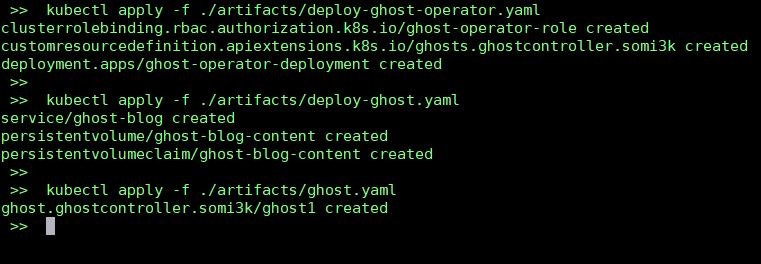 >> kubectl apply -f ./artifacts/deploy-ghost-operator.yaml
clusterrolebinding.rbac.authorization.k8s.io/ghost-operator-role created
customresourcedefinition.apiextensions.k8s.io/ghosts.ghostcontroller.somi3k created
deployment.apps/ghost-operator-deployment created
>>
>> kubectl apply -f ./artifacts/deploy-ghost.yaml
service/ghost-blog created
persistentvolume/ghost-blog-content created
persistentvolumeclaim/ghost-blog-content created
>>
>> kubectl apply -f ./artifacts/ghost.yaml
ghost.ghostcontroller.somi3k/ghost1 created
>>